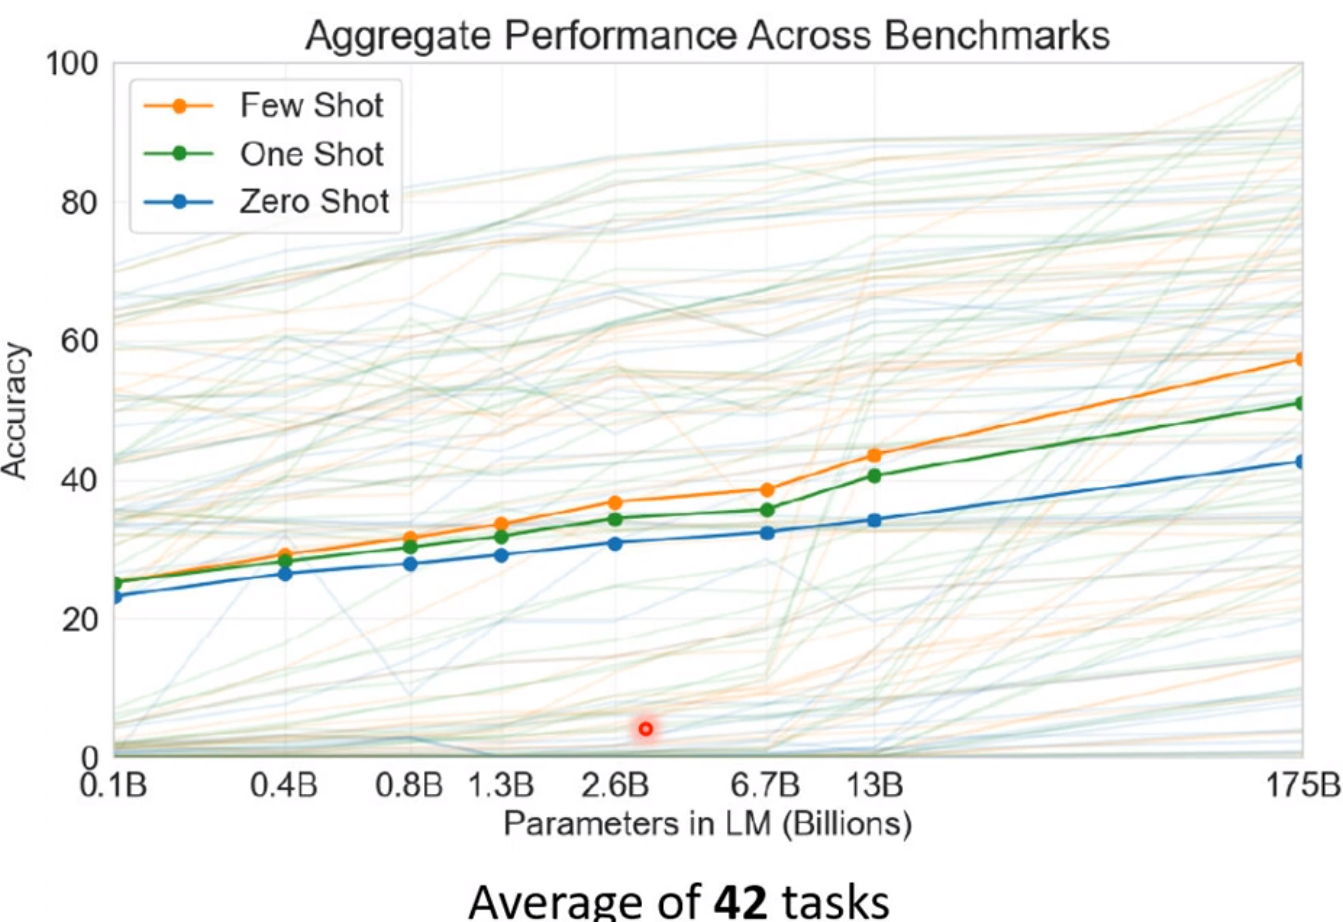 Aggregate Performance Across Benchmarks
100
Few Shot
One Shot
80
Zero Shot
60
Accuracy
40
20
0
0.1B 0.4B 0.8B 1.3B 2.6B 6.7B 13B 175B
Parameters in LM (Billions)
Average of 42 tasks